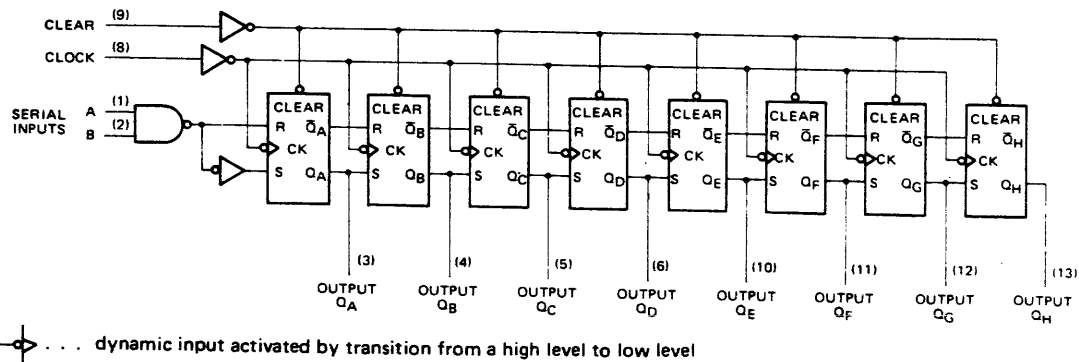 CLEAR (9)
CLOCK (8)
SERIAL INPUTS A (1)
B (2)
CLEAR CLEAR CLEAR CLEAR CLEAR CLEAR CLEAR CLEAR
R Q̄A R Q̄B R Q̄C R Q̄D R Q̄E R Q̄F R Q̄G R Q̄H
CK CK CK CK CK CK CK CK
S QA S QB S QC S QD S QE S QF S QG S QH
(3) (4) (5) (6) (10) (11) (12) (13)
OUTPUT OUTPUT OUTPUT OUTPUT OUTPUT OUTPUT OUTPUT OUTPUT
QA QB QC QD QE QF QG QH
. . . dynamic input activated by transition from a high level to low level